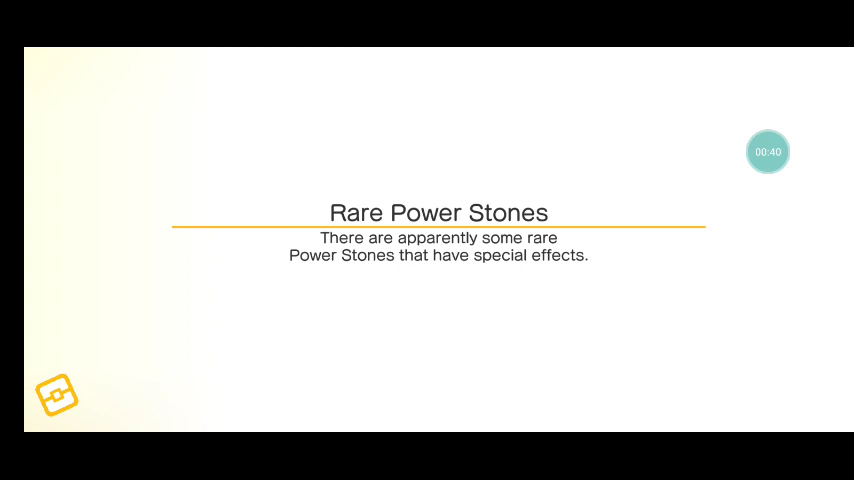 00:40
Rare Power Stones
There are apparently some rare
Power Stones that have special effects.